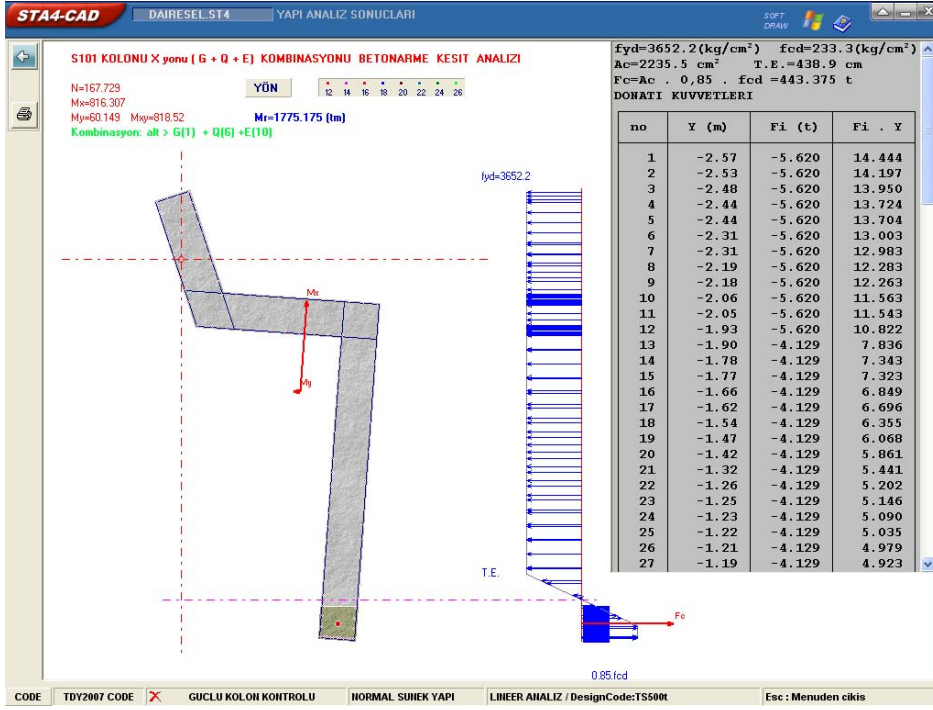 STA4-CAD DAIRESEL.ST4 YAPI ANALIZ SONUCLARI SOFT DRAW
S101 KOLONU X yonu ( G + Q + E ) KOMBINASYONU BETONARME KESIT ANALIZI
N=167.729
Mx=816.307
My=60.149 Mxy=818.52 Mr=1775.175 (tm)
Kombinasyon: alt > G(1) + Q(6) +E(10)
YÖN
12 14 16 18 20 22 24 26
fyd=3652.2
Mx
My
T.E.
Fc
0.85.fcd
fyd=3652.2(kg/cm²) fcd=233.3(kg/cm²)
Ac=2235.5 cm² T.E.=438.9 cm
Fc=Ac . 0,85 . fcd =443.375 t
DONATI KUVVETLERI
no Y (m) Fi (t) Fi . Y
1 -2.57 -5.620 14.444
2 -2.53 -5.620 14.197
3 -2.48 -5.620 13.950
4 -2.44 -5.620 13.724
5 -2.44 -5.620 13.704
6 -2.31 -5.620 13.003
7 -2.31 -5.620 12.983
8 -2.19 -5.620 12.283
9 -2.18 -5.620 12.263
10 -2.06 -5.620 11.563
11 -2.05 -5.620 11.543
12 -1.93 -5.620 10.822
13 -1.90 -4.129 7.836
14 -1.78 -4.129 7.343
15 -1.77 -4.129 7.323
16 -1.66 -4.129 6.849
17 -1.62 -4.129 6.696
18 -1.54 -4.129 6.355
19 -1.47 -4.129 6.068
20 -1.42 -4.129 5.861
21 -1.32 -4.129 5.441
22 -1.26 -4.129 5.202
23 -1.25 -4.129 5.146
24 -1.23 -4.129 5.090
25 -1.22 -4.129 5.035
26 -1.21 -4.129 4.979
27 -1.19 -4.129 4.923
CODE TDY2007 CODE GUCLU KOLON KONTROLU NORMAL SUNEK YAPI LINEER ANALIZ / DesignCode:TS500t Esc : Menuden cikis